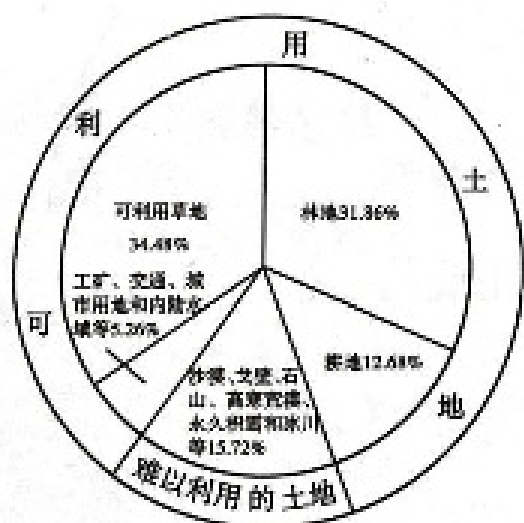 可利用土地
可利用草地
34.48%
林地31.86%
工矿、交通、城
市用地和内陆水
域等5.26%
耕地12.68%
沙漠、戈壁、石
山、高寒荒漠、
永久积雪和冰川
等15.72%
难以利用的土地